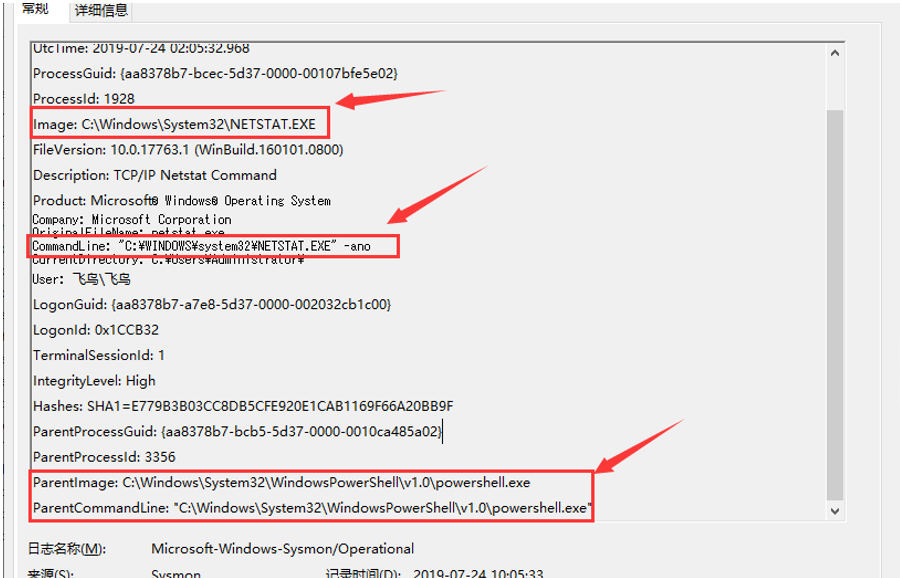 常规 详细信息
UtcTime: 2019-07-24 02:05:32.968
ProcessGuid: {aa8378b7-bcec-5d37-0000-00107bfe5e02}
ProcessId: 1928
Image: C:\Windows\System32\NETSTAT.EXE
FileVersion: 10.0.17763.1 (WinBuild.160101.0800)
Description: TCP/IP Netstat Command
Product: Microsoft® Windows® Operating System
Company: Microsoft Corporation
OriginalFileName: netstat.exe
CommandLine: "C:¥WINDOWS¥system32¥NETSTAT.EXE" -ano
CurrentDirectory: C:¥Users¥Administrator¥
User: 飞鸟\飞鸟
LogonGuid: {aa8378b7-a7e8-5d37-0000-002032cb1c00}
LogonId: 0x1CCB32
TerminalSessionId: 1
IntegrityLevel: High
Hashes: SHA1=E779B3B03CC8DB5CFE920E1CAB1169F66A20BB9F
ParentProcessGuid: {aa8378b7-bcb5-5d37-0000-0010ca485a02}
ParentProcessId: 3356
ParentImage: C:\Windows\System32\WindowsPowerShell\v1.0\powershell.exe
ParentCommandLine: "C:\Windows\System32\WindowsPowerShell\v1.0\powershell.exe"
日志名称(M): Microsoft-Windows-Sysmon/Operational
来源(S): Sysmon 记录时间(D): 2019-07-24 10:05:33